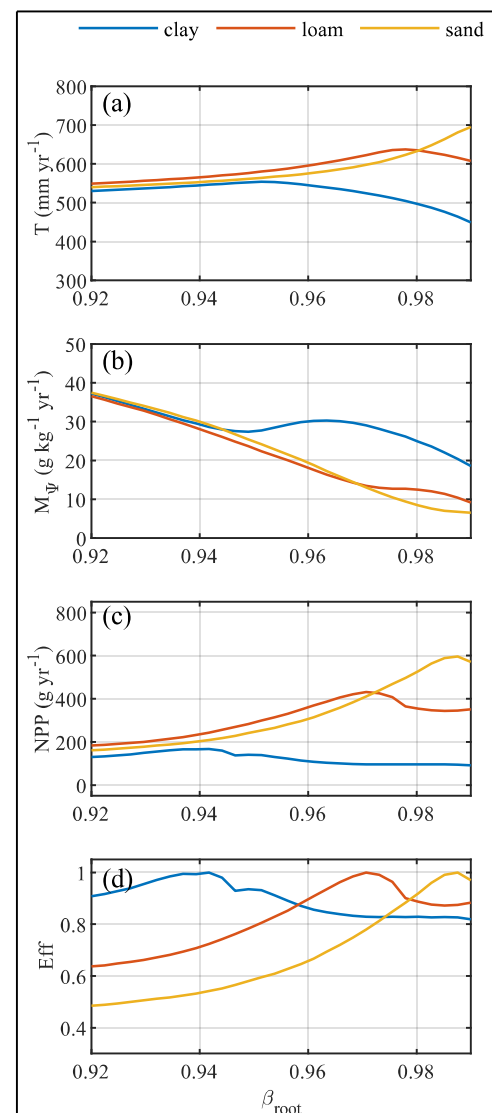 clay loam sand
(a)
T (mm yr⁻¹)
800
700
600
500
400
300
0.92 0.94 0.96 0.98
(b)
M_Ψ (g kg⁻¹ yr⁻¹)
50
40
30
20
10
0
0.92 0.94 0.96 0.98
(c)
NPP (g yr⁻¹)
800
600
400
200
0
0.92 0.94 0.96 0.98
(d)
Eff
1
0.8
0.6
0.4
0.92 0.94 0.96 0.98
β_root